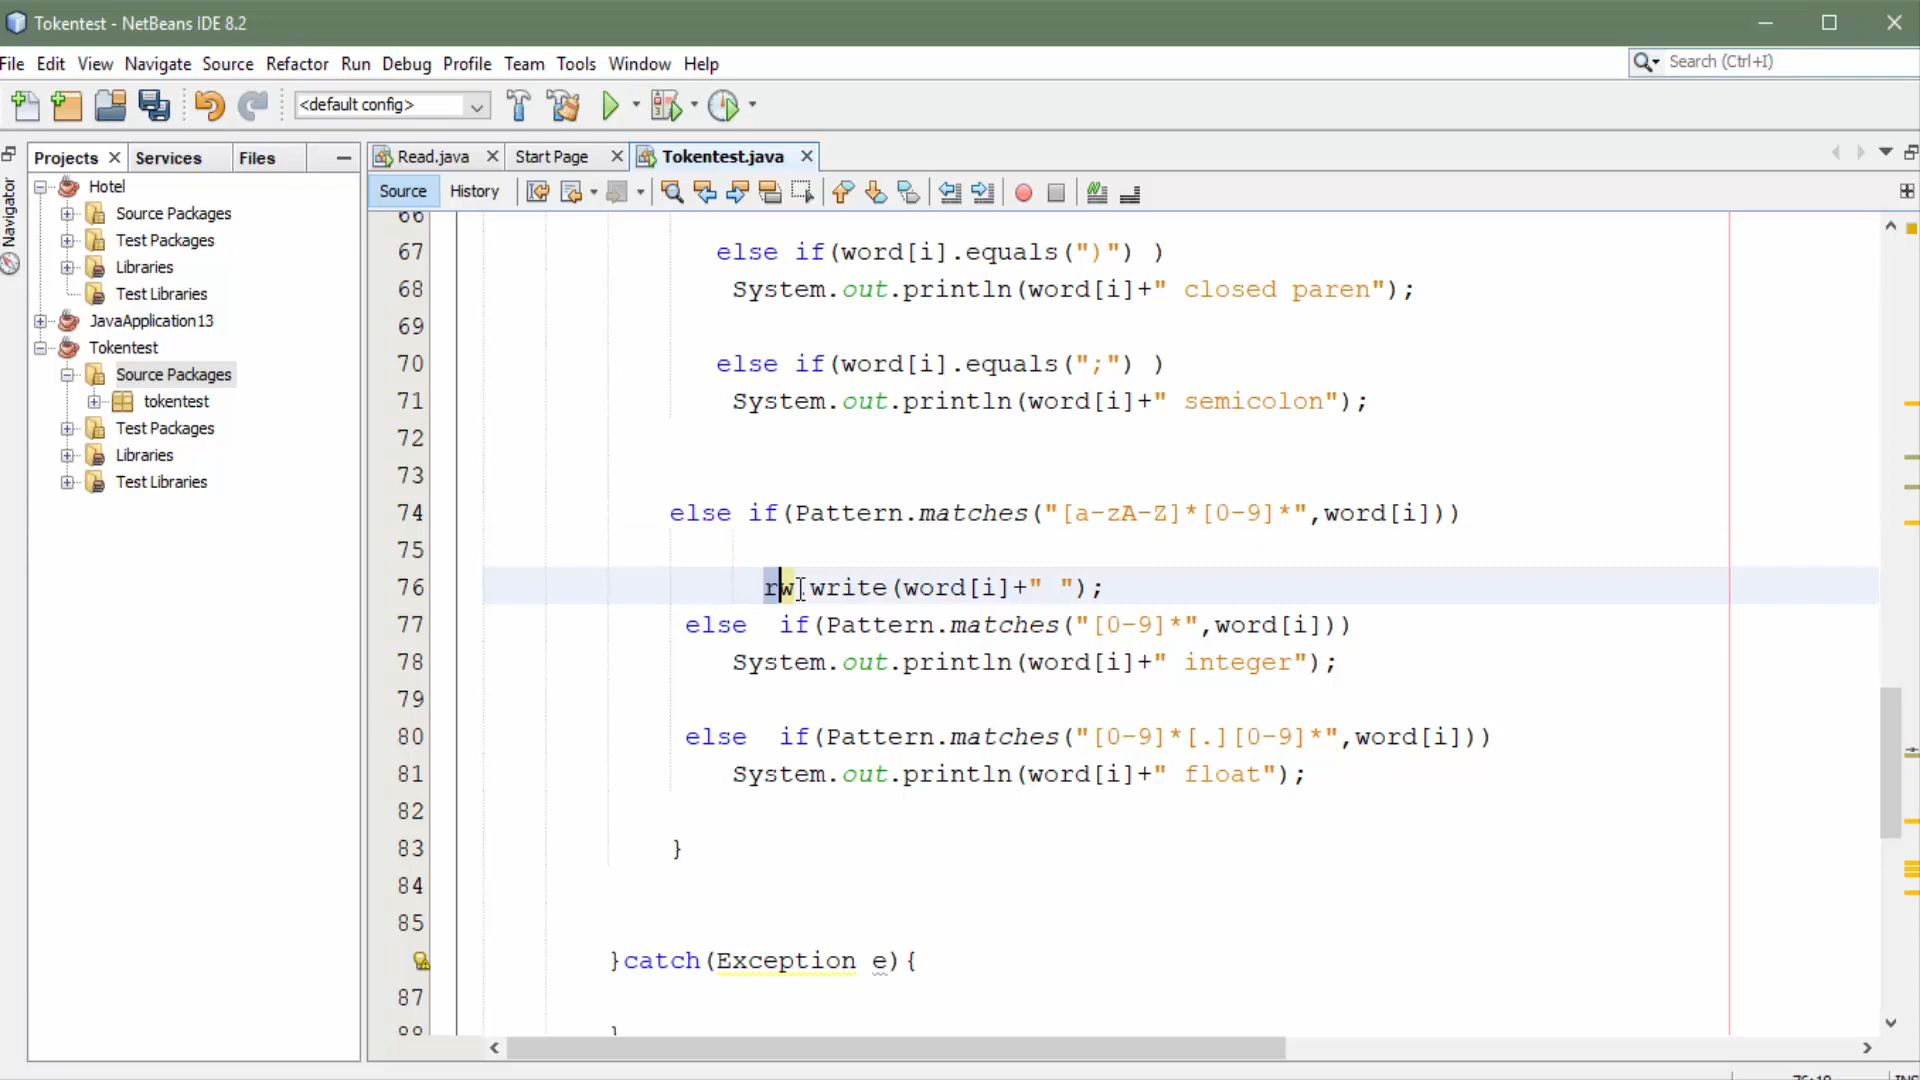 Tokentest - NetBeans IDE 8.2
File Edit View Navigate Source Refactor Run Debug Profile Team Tools Window Help
Search (Ctrl+I)
<default config>
Projects Services Files
Navigator
Hotel
Source Packages
Test Packages
Libraries
Test Libraries
JavaApplication13
Tokentest
Source Packages
tokentest
Test Packages
Libraries
Test Libraries
Read.java Start Page Tokentest.java
Source History
66
67 else if(word[i].equals(")") )
68 System.out.println(word[i]+" closed paren");
69
70 else if(word[i].equals(";") )
71 System.out.println(word[i]+" semicolon");
72
73
74 else if(Pattern.matches("[a-zA-Z]*[0-9]*",word[i]))
75
76 rw.write(word[i]+" ");
77 else if(Pattern.matches("[0-9]*",word[i]))
78 System.out.println(word[i]+" integer");
79
80 else if(Pattern.matches("[0-9]*[.][0-9]*",word[i]))
81 System.out.println(word[i]+" float");
82
83 }
84
85
}catch(Exception e){
87
88 }